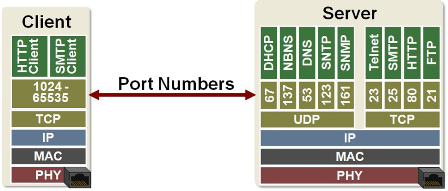 Client
HTTP Client
SMTP Client
1024 -
65535
TCP
IP
MAC
PHY
Port Numbers
Server
DHCP
NBNS
DNS
SNTP
SNMP
Telnet
SMTP
HTTP
FTP
67
137
53
123
161
23
25
80
21
UDP
TCP
IP
MAC
PHY